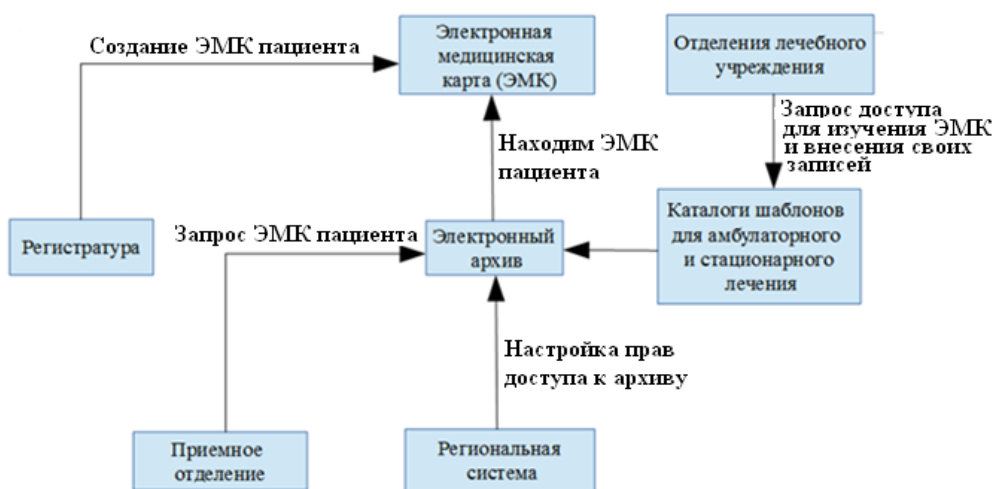 Создание ЭМК пациента
Электронная
медицинская
карта (ЭМК)
Отделения лечебного
учреждения
Запрос доступа
для изучения ЭМК
и внесения своих
записей
Находим ЭМК
пациента
Регистратура
Запрос ЭМК пациента
Электронный
архив
Каталоги шаблонов
для амбулаторного
и стационарного
лечения
Настройка прав
доступа к архиву
Приемное
отделение
Региональная
система